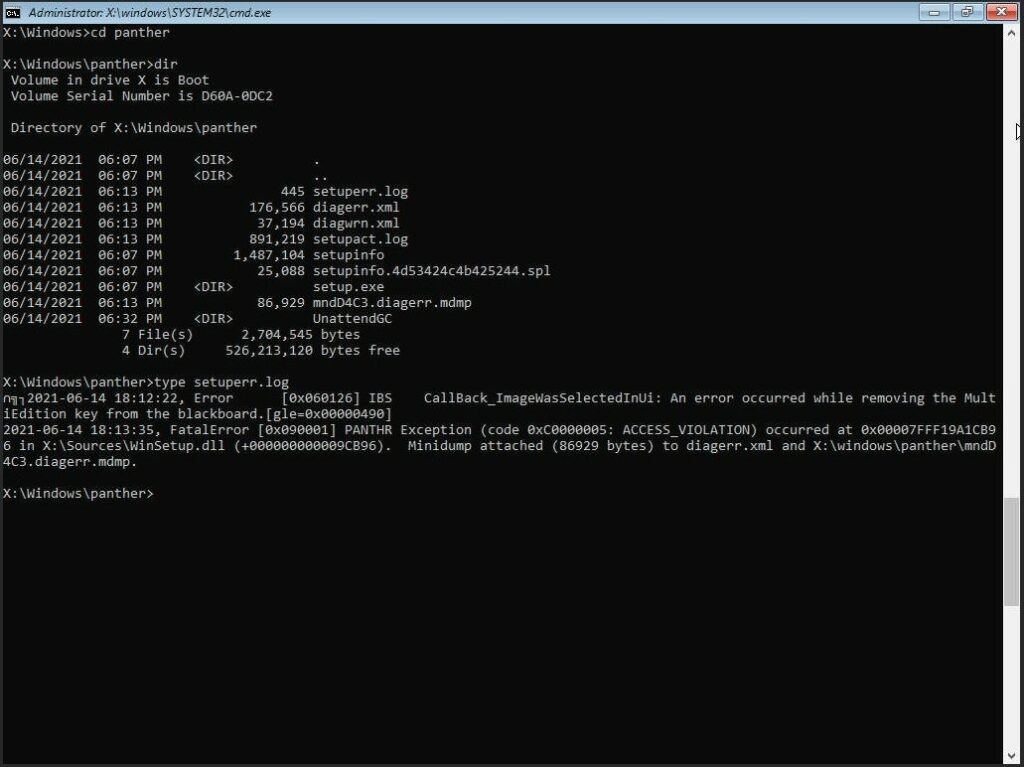 Administrator: X:\windows\SYSTEM32\cmd.exe
X:\Windows>cd panther
X:\Windows\panther>dir
Volume in drive X is Boot
Volume Serial Number is D60A-0DC2
Directory of X:\Windows\panther
06/14/2021  06:07 PM    <DIR>          .
06/14/2021  06:07 PM    <DIR>          ..
06/14/2021  06:13 PM               445 setuperr.log
06/14/2021  06:13 PM           176,566 diagerr.xml
06/14/2021  06:13 PM            37,194 diagwrn.xml
06/14/2021  06:13 PM           891,219 setupact.log
06/14/2021  06:07 PM         1,487,104 setupinfo
06/14/2021  06:07 PM            25,088 setupinfo.4d53424c4b425244.spl
06/14/2021  06:07 PM    <DIR>          setup.exe
06/14/2021  06:13 PM            86,929 mndD4C3.diagerr.mdmp
06/14/2021  06:32 PM    <DIR>          UnattendGC
7 File(s)      2,704,545 bytes
4 Dir(s)     526,213,120 bytes free
X:\Windows\panther>type setuperr.log
∩╗┐2021-06-14 18:12:22, Error      [0x060126] IBS    CallBack_ImageWasSelectedInUi: An error occurred while removing the Mult
iEdition key from the blackboard.[gle=0x00000490]
2021-06-14 18:13:35, FatalError [0x090001] PANTHR Exception (code 0xC0000005: ACCESS_VIOLATION) occurred at 0x00007FFF19A1CB9
6 in X:\Sources\WinSetup.dll (+000000000009CB96).  Minidump attached (86929 bytes) to diagerr.xml and X:\windows\panther\mndD
4C3.diagerr.mdmp.
X:\Windows\panther>